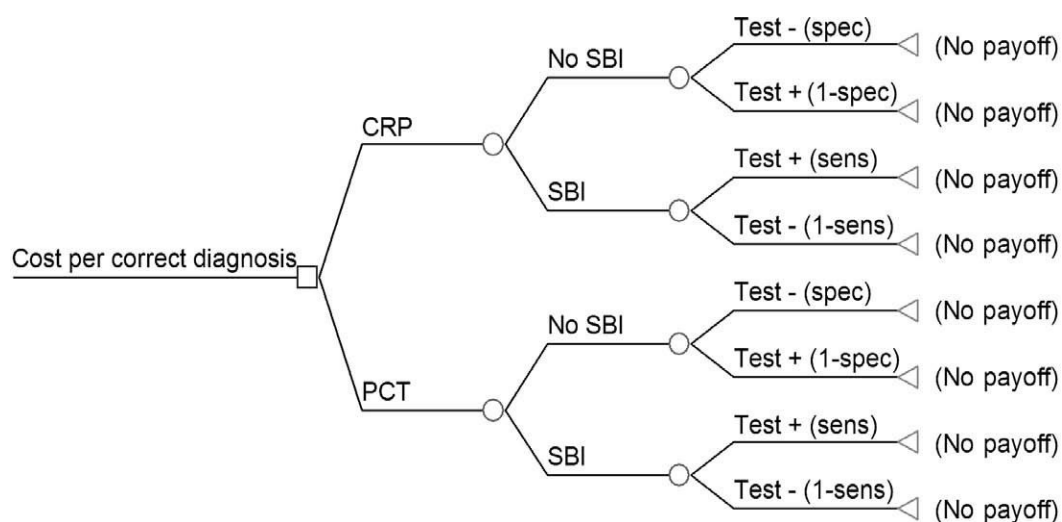 Test - (spec) (No payoff)
No SBI
Test + (1-spec) (No payoff)
CRP
Test + (sens) (No payoff)
SBI
Test - (1-sens) (No payoff)
Cost per correct diagnosis
Test - (spec) (No payoff)
No SBI
Test + (1-spec) (No payoff)
PCT
Test + (sens) (No payoff)
SBI
Test - (1-sens) (No payoff)